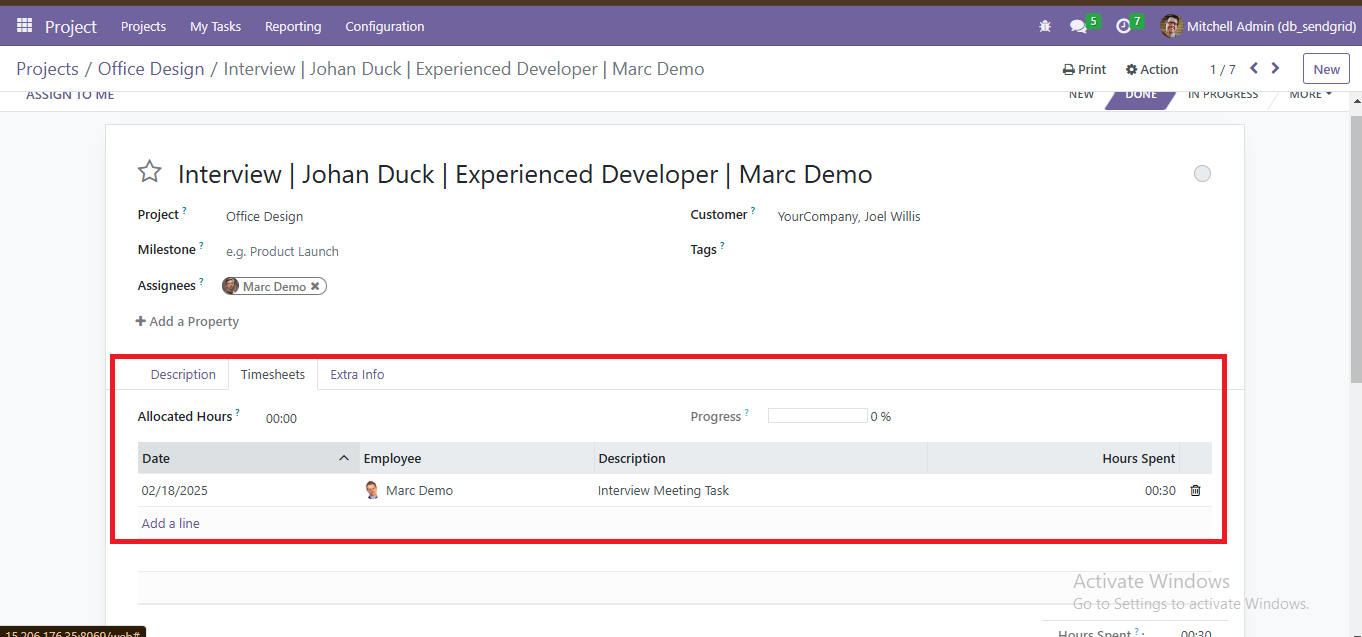 Project Projects My Tasks Reporting Configuration 5 7 Mitchell Admin (db_sendgrid)
Projects / Office Design / Interview | Johan Duck | Experienced Developer | Marc Demo Print Action 1 / 7 New
ASSIGN TO ME NEW DONE IN PROGRESS MORE
Interview | Johan Duck | Experienced Developer | Marc Demo
Project ? Office Design Customer ? YourCompany, Joel Willis
Milestone ? e.g. Product Launch Tags ?
Assignees ? Marc Demo
Add a Property
Description Timesheets Extra Info
Allocated Hours ? 00:00 Progress ? 0 %
Date Employee Description Hours Spent
02/18/2025 Marc Demo Interview Meeting Task 00:30
Add a line
Activate Windows
Go to Settings to activate Windows.
15.206.176.35:8069/web#
Hours Spent ? : 00:30